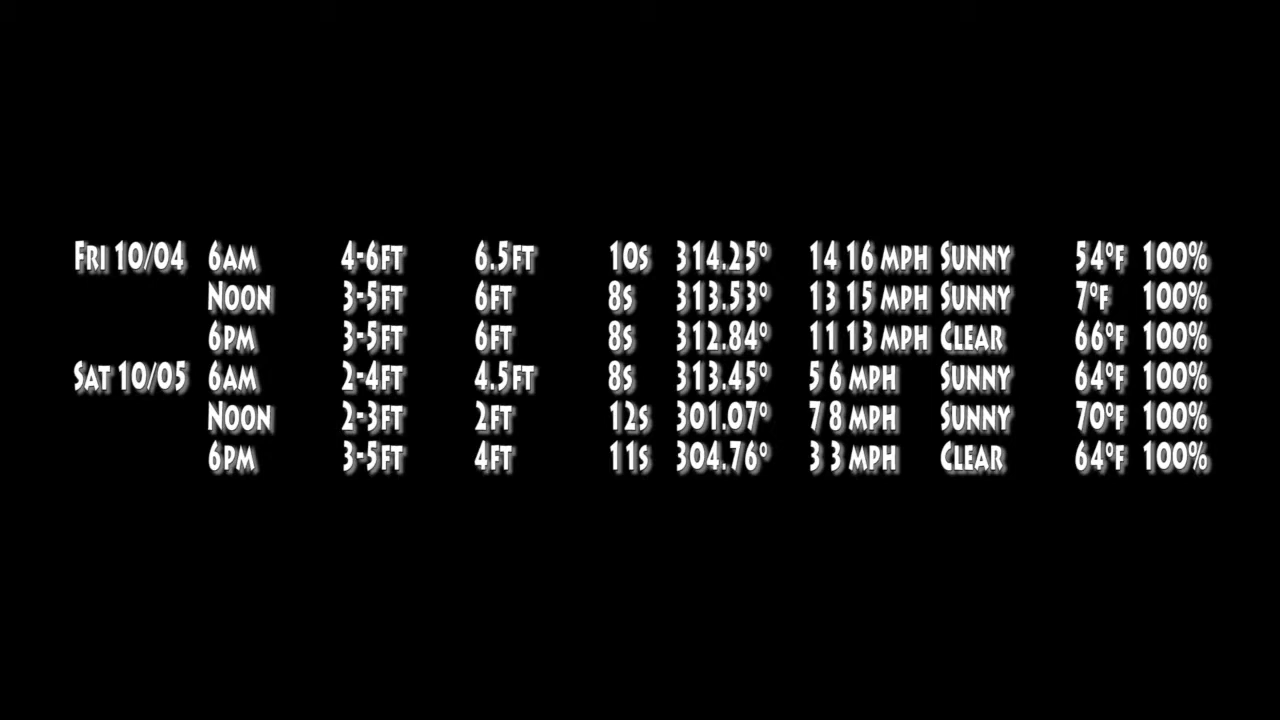 Fri 10/04 6am 4-6ft 6.5ft 10s 314.25° 14 16 mph Sunny 54°F 100%
Noon 3-5ft 6ft 8s 313.53° 13 15 mph Sunny 7°F 100%
6pm 3-5ft 6ft 8s 312.84° 11 13 mph Clear 66°F 100%
Sat 10/05 6am 2-4ft 4.5ft 8s 313.45° 5 6 mph Sunny 64°F 100%
Noon 2-3ft 2ft 12s 301.07° 7 8 mph Sunny 70°F 100%
6pm 3-5ft 4ft 11s 304.76° 3 3 mph Clear 64°F 100%